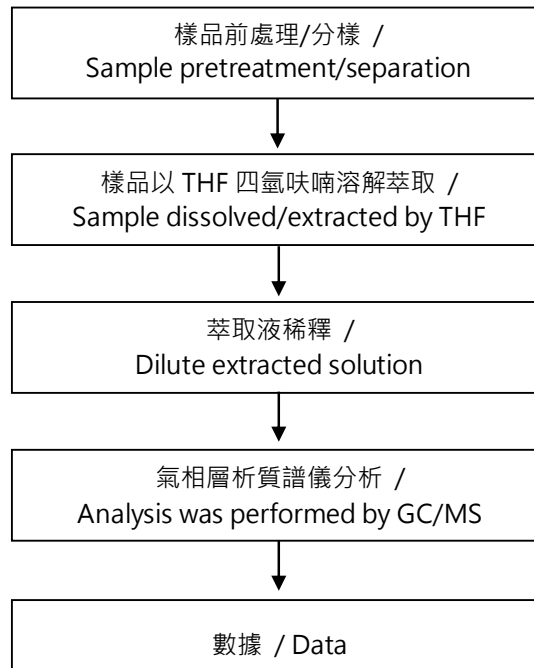 樣品前處理/分樣 /
Sample pretreatment/separation
樣品以 THF 四氫呋喃溶解萃取 /
Sample dissolved/extracted by THF
萃取液稀釋 /
Dilute extracted solution
氣相層析質譜儀分析 /
Analysis was performed by GC/MS
數據 / Data